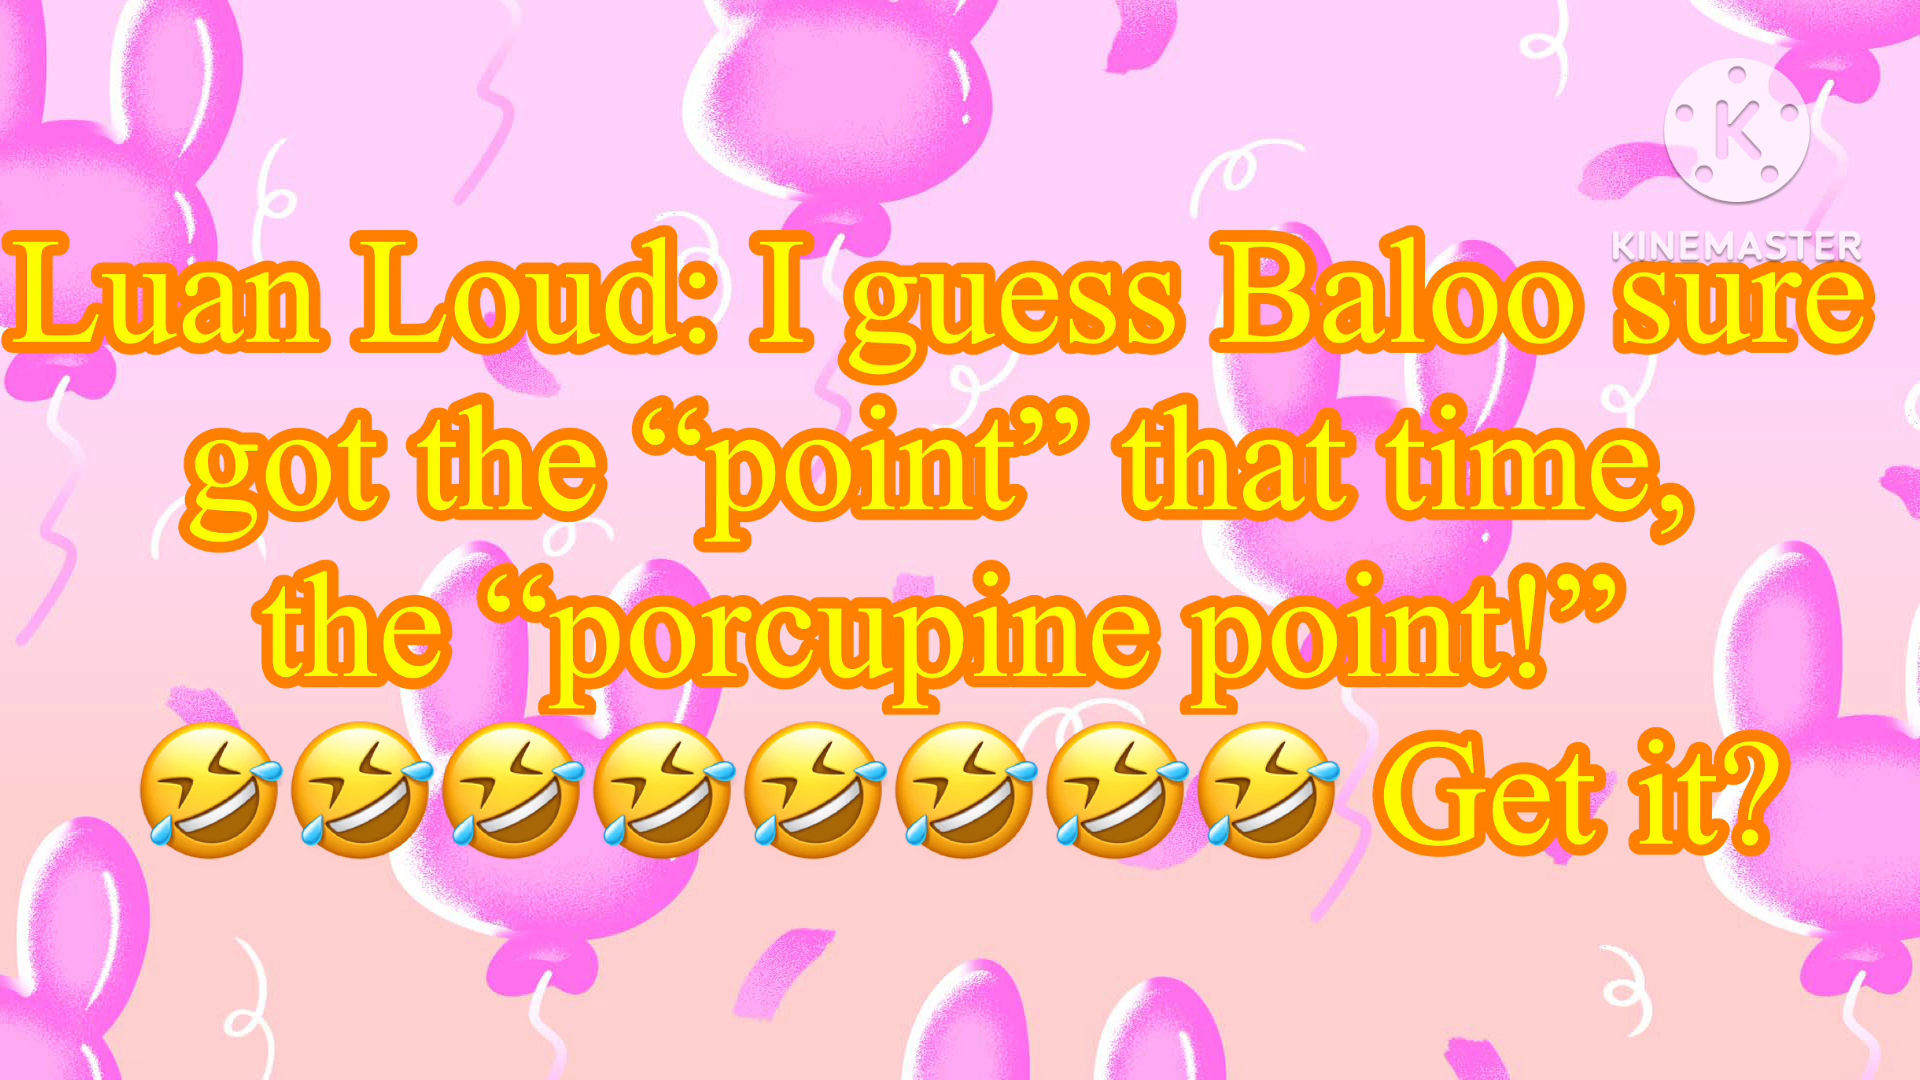 K
KINEMASTER
Luan Loud: I guess Baloo sure
got the “point” that time,
the “porcupine point!”
🤣🤣🤣🤣🤣🤣🤣🤣 Get it?